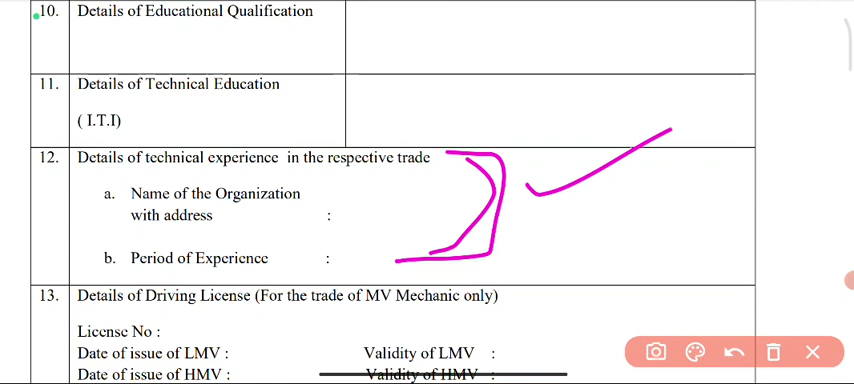 10. Details of Educational Qualification
11. Details of Technical Education
( I.T.I)
12. Details of technical experience in the respective trade
a. Name of the Organization
with address :
b. Period of Experience :
13. Details of Driving License (For the trade of MV Mechanic only)
License No :
Date of issue of LMV : Validity of LMV :
Date of issue of HMV : Validity of HMV :